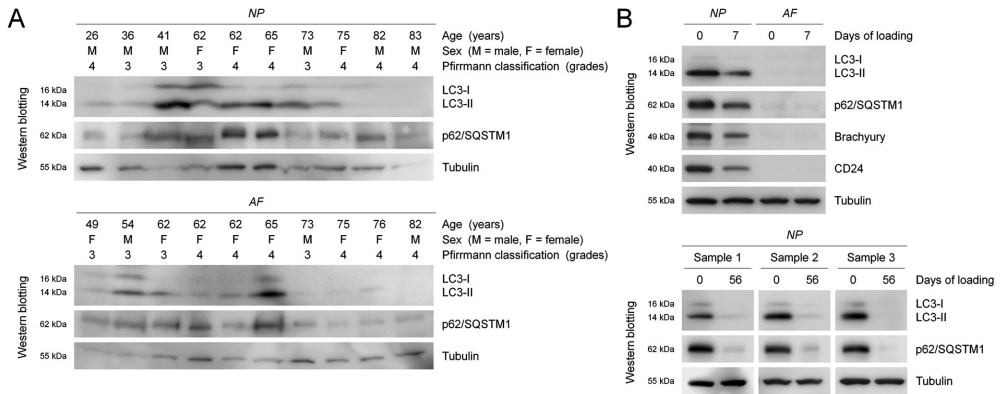 A
NP
26 36 41 62 62 65 73 75 82 83 Age (years)
M M M F F F M F M M Sex (M = male, F = female)
4 3 3 3 4 4 3 4 4 4 Pfirrmann classification (grades)
Western blotting
16 kDa LC3-I
14 kDa LC3-II
62 kDa p62/SQSTM1
55 kDa Tubulin
AF
49 54 62 62 62 65 73 75 76 82 Age (years)
F M F F F F M F F M Sex (M = male, F = female)
3 3 3 4 4 4 3 4 4 4 Pfirrmann classification (grades)
Western blotting
16 kDa LC3-I
14 kDa LC3-II
62 kDa p62/SQSTM1
55 kDa Tubulin
B
NP AF
0 7 0 7 Days of loading
Western blotting
16 kDa LC3-I
14 kDa LC3-II
62 kDa p62/SQSTM1
49 kDa Brachyury
40 kDa CD24
55 kDa Tubulin
NP
Sample 1 Sample 2 Sample 3
0 56 0 56 0 56 Days of loading
Western blotting
16 kDa LC3-I
14 kDa LC3-II
62 kDa p62/SQSTM1
55 kDa Tubulin